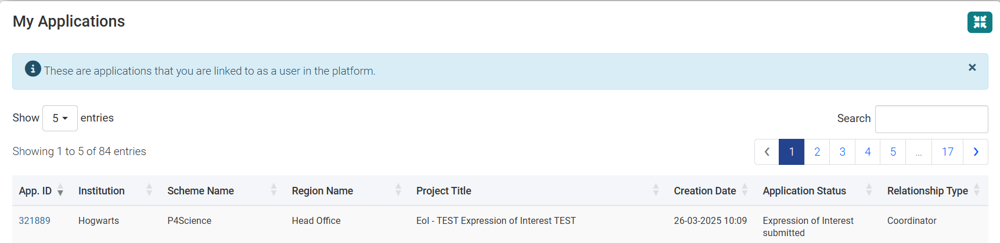 My Applications
These are applications that you are linked to as a user in the platform.
×
Show 5 entries
Search
Showing 1 to 5 of 84 entries
‹ 1 2 3 4 5 ... 17 ›
App. ID Institution Scheme Name Region Name Project Title Creation Date Application Status Relationship Type
321889 Hogwarts P4Science Head Office EoI - TEST Expression of Interest TEST 26-03-2025 10:09 Expression of Interest Coordinator
submitted